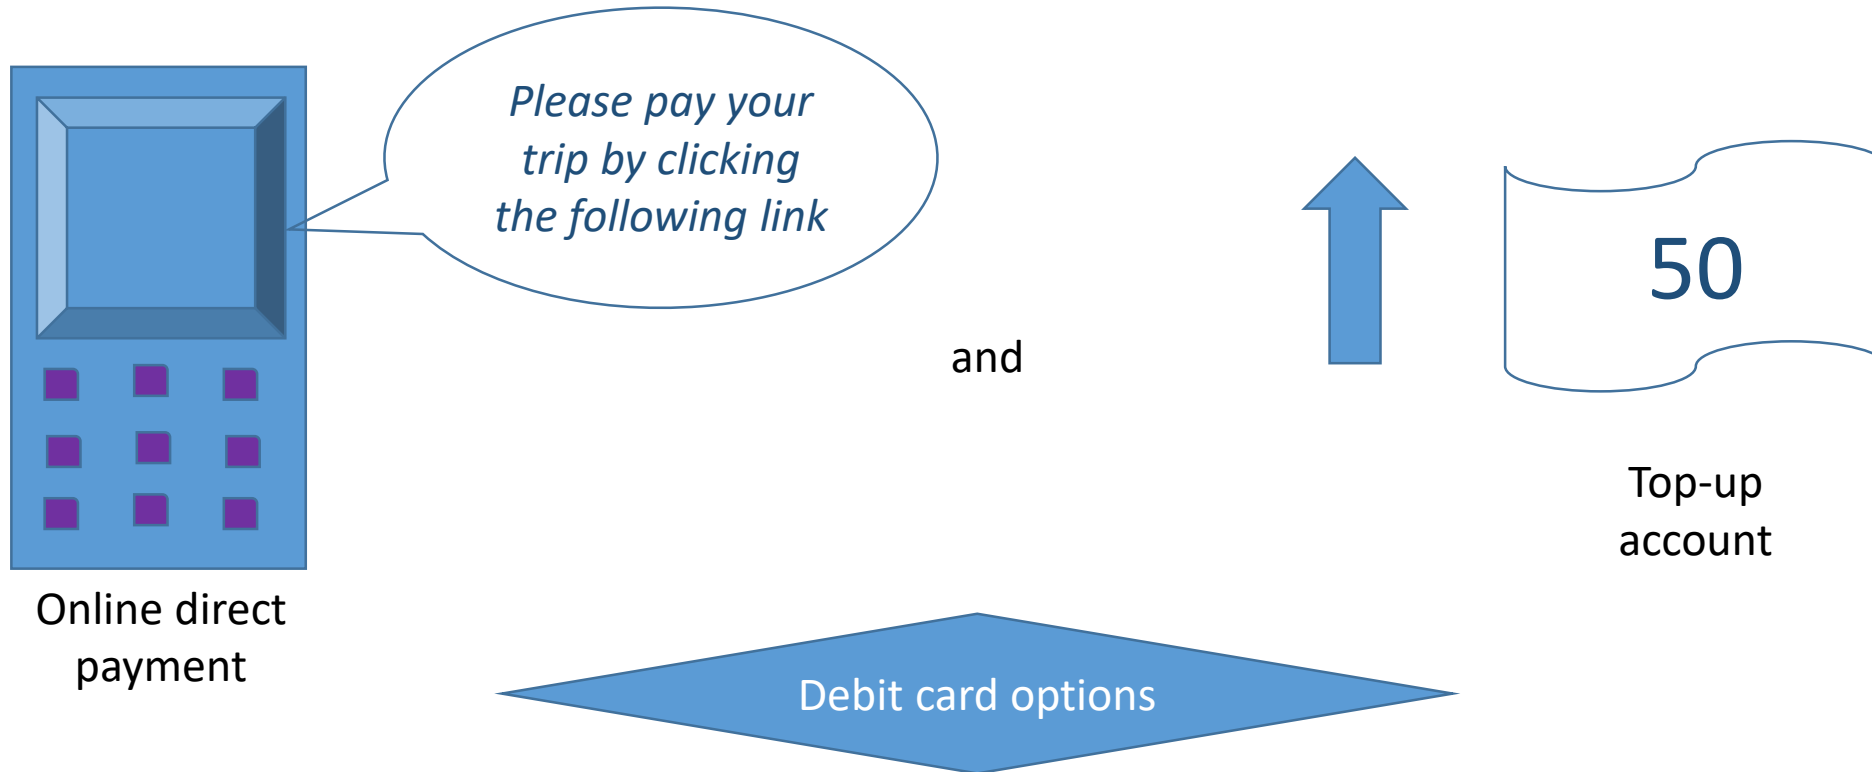 Please pay your
trip by clicking
the following link
and
50
Top-up
account
Online direct
payment
Debit card options